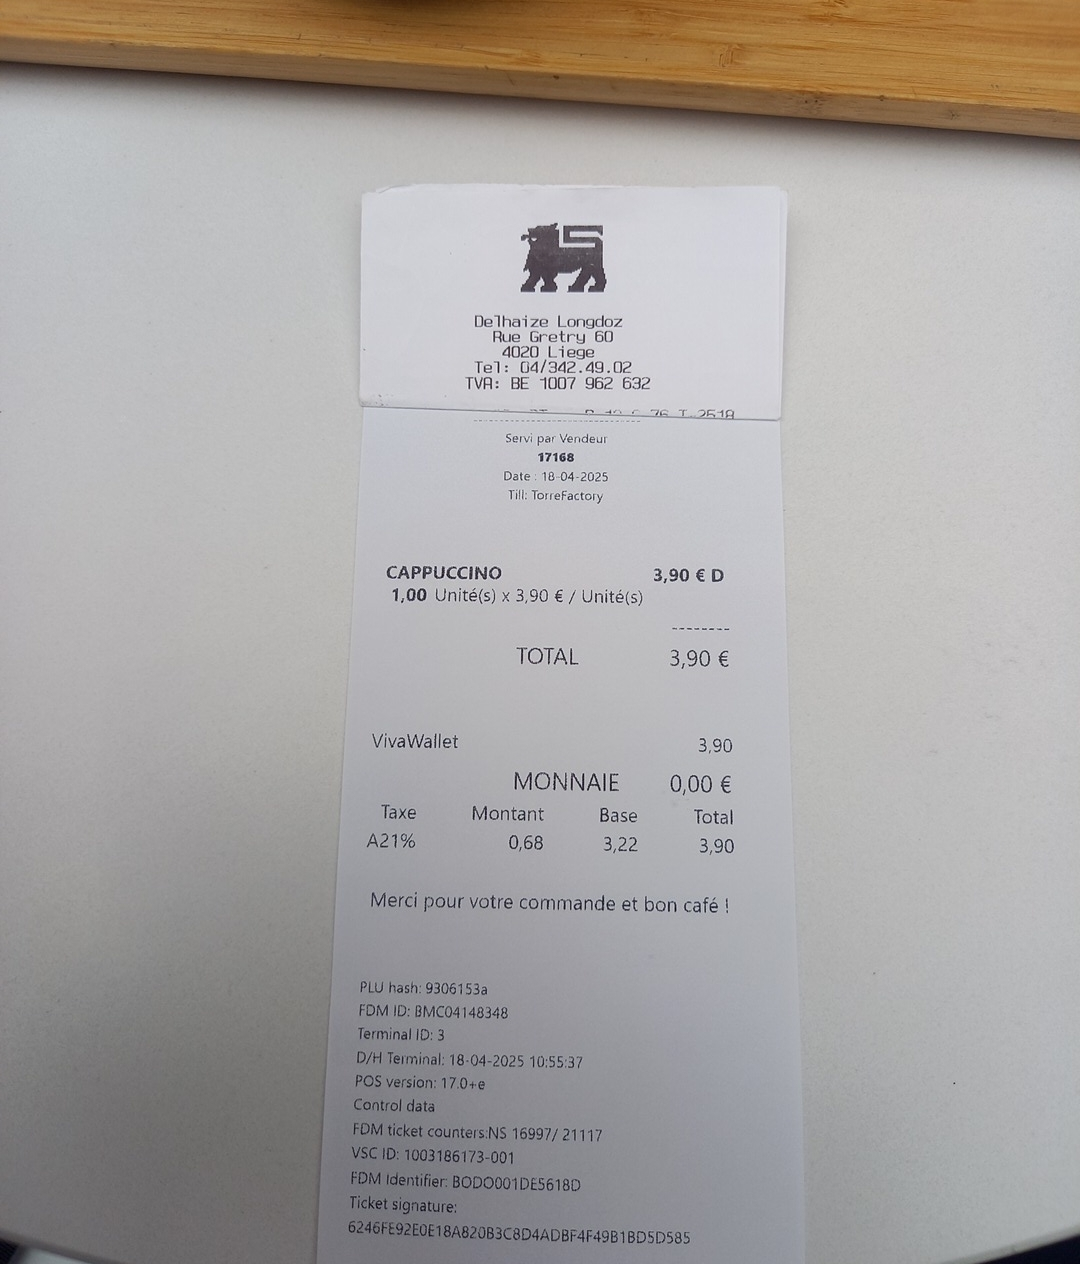 Delhaize Longdoz
Rue Gretry 60
4020 Liege
Tel: 04/342.49.02
TVA: BE 1007 962 632
Servi par Vendeur
17168
Date : 18-04-2025
Till: TorreFactory
CAPPUCCINO 3,90 € D
1,00 Unité(s) x 3,90 € / Unité(s)
--------
TOTAL 3,90 €
VivaWallet 3,90
MONNAIE 0,00 €
Taxe Montant Base Total
A21% 0,68 3,22 3,90
Merci pour votre commande et bon café !
PLU hash: 9306153a
FDM ID: BMC04148348
Terminal ID: 3
D/H Terminal: 18-04-2025 10:55:37
POS version: 17.0+e
Control data
FDM ticket counters:NS 16997/ 21117
VSC ID: 1003186173-001
FDM Identifier: BODO001DE5618D
Ticket signature:
6246FE92E0E18A820B3C8D4ADBF4F49B1BD5D585